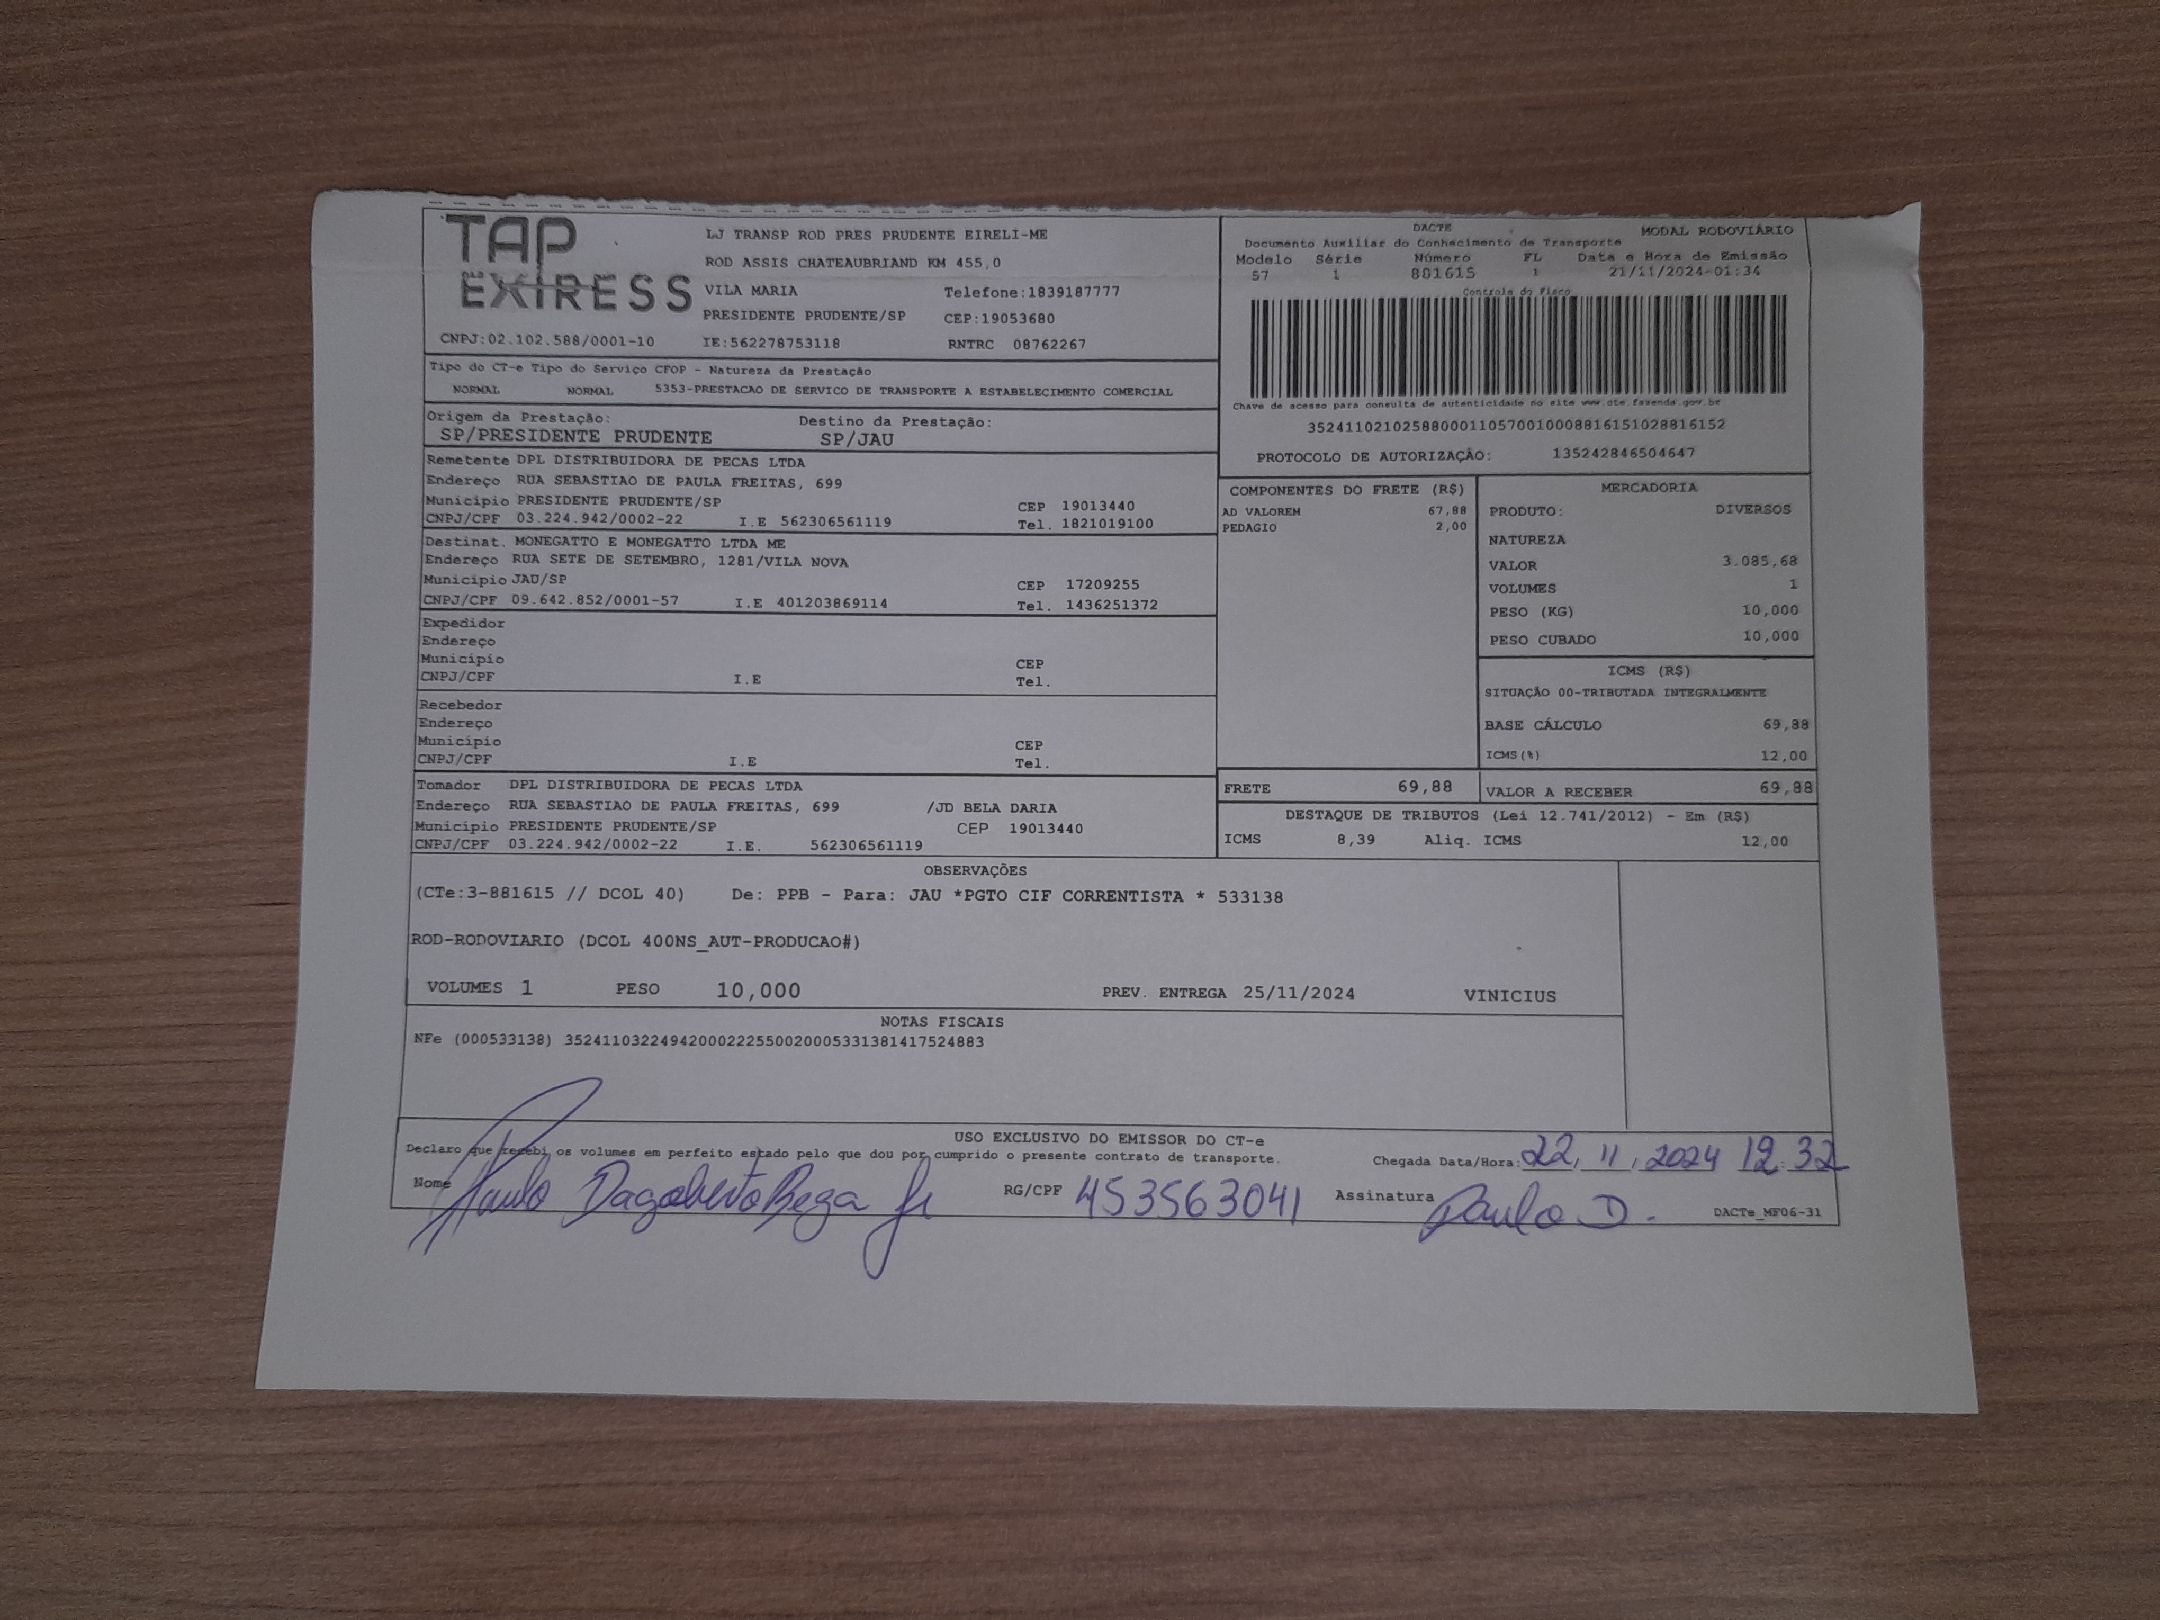 TAP
EXPRESS
LJ TRANSP ROD PRES PRUDENTE EIRELI-ME
ROD ASSIS CHATEAUBRIAND KM 455,0
VILA MARIA Telefone:1839187777
PRESIDENTE PRUDENTE/SP CEP:19053680
CNPJ:02.102.588/0001-10 IE:562278753118 RNTRC 08762267
DACTE MODAL RODOVIÁRIO
Documento Auxiliar do Conhecimento de Transporte
Modelo Série Número FL Data e Hora de Emissão
57 1 881615 1 21/11/2024-01:34
Controle do Fisco
Chave de acesso para consulta de autenticidade no site www.cte.fazenda.gov.br
35241102102588000110570010008816151028816152
PROTOCOLO DE AUTORIZAÇÃO: 135242846504647
Tipo do CT-e Tipo do Serviço CFOP - Natureza da Prestação
NORMAL NORMAL 5353-PRESTACAO DE SERVICO DE TRANSPORTE A ESTABELECIMENTO COMERCIAL
Origem da Prestação: Destino da Prestação:
SP/PRESIDENTE PRUDENTE SP/JAU
Remetente DPL DISTRIBUIDORA DE PECAS LTDA
Endereço RUA SEBASTIAO DE PAULA FREITAS, 699
Município PRESIDENTE PRUDENTE/SP CEP 19013440
CNPJ/CPF 03.224.942/0002-22 I.E 562306561119 Tel. 1821019100
Destinat. MONEGATTO E MONEGATTO LTDA ME
Endereço RUA SETE DE SETEMBRO, 1281/VILA NOVA
Município JAU/SP CEP 17209255
CNPJ/CPF 09.642.852/0001-57 I.E 401203869114 Tel. 1436251372
Expedidor
Endereço
Município CEP
CNPJ/CPF I.E Tel.
Recebedor
Endereço
Município CEP
CNPJ/CPF I.E Tel.
Tomador DPL DISTRIBUIDORA DE PECAS LTDA
Endereço RUA SEBASTIAO DE PAULA FREITAS, 699 /JD BELA DARIA
Município PRESIDENTE PRUDENTE/SP CEP 19013440
CNPJ/CPF 03.224.942/0002-22 I.E. 562306561119
COMPONENTES DO FRETE (R$)
AD VALOREM 67,88
PEDAGIO 2,00
MERCADORIA
PRODUTO: DIVERSOS
NATUREZA
VALOR 3.085,68
VOLUMES 1
PESO (KG) 10,000
PESO CUBADO 10,000
ICMS (R$)
SITUAÇÃO 00-TRIBUTADA INTEGRALMENTE
BASE CÁLCULO 69,88
ICMS(%) 12,00
FRETE 69,88 VALOR A RECEBER 69,88
DESTAQUE DE TRIBUTOS (Lei 12.741/2012) - Em (R$)
ICMS 8,39 Aliq. ICMS 12,00
OBSERVAÇÕES
(CTe:3-881615 // DCOL 40) De: PPB - Para: JAU *PGTO CIF CORRENTISTA * 533138
ROD-RODOVIARIO (DCOL 400NS_AUT-PRODUCAO#)
VOLUMES 1 PESO 10,000 PREV. ENTREGA 25/11/2024 VINICIUS
NOTAS FISCAIS
NFe (000533138) 35241103224942000222550020005331381417524883
USO EXCLUSIVO DO EMISSOR DO CT-e
Declaro que recebi os volumes em perfeito estado pelo que dou por cumprido o presente contrato de transporte. Chegada Data/Hora: 22, 11, 2024 12:32
Nome Paulo Dagoberto Bega Jr RG/CPF 453563041 Assinatura Paulo D.
DACTe_MF06-31